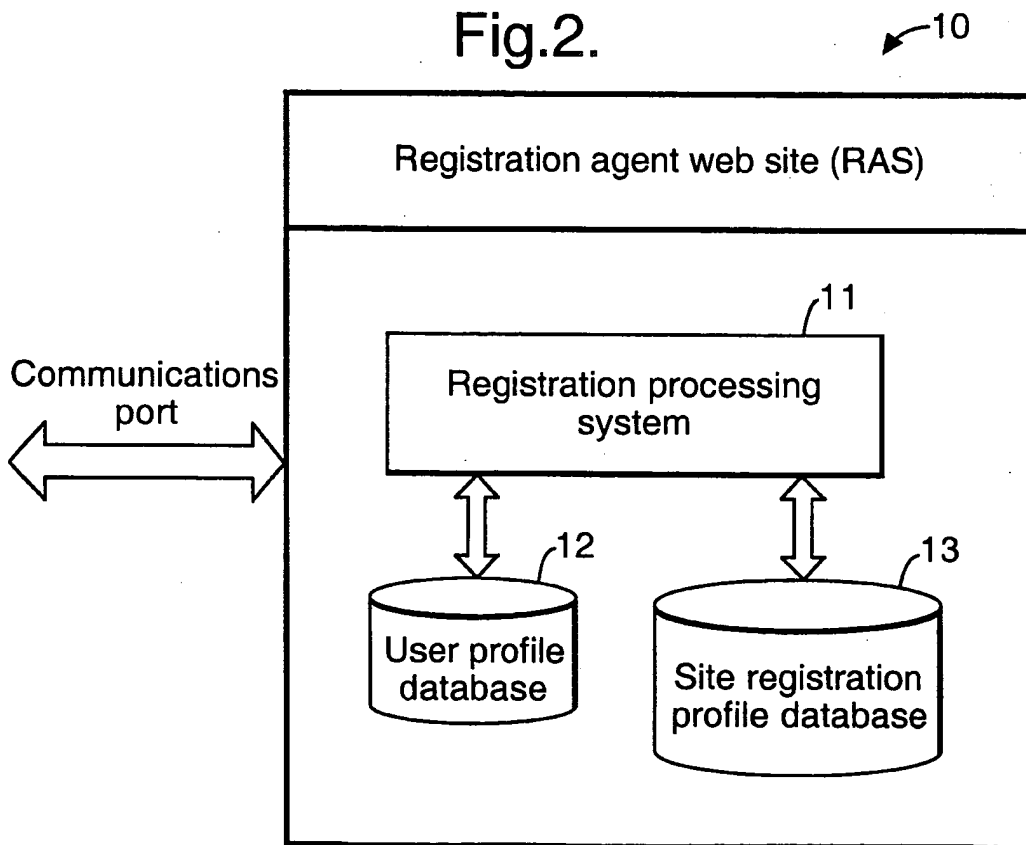 Fig.2.
10
Registration agent web site (RAS)
11
Registration processing
system
Communications
port
12
User profile
database
13
Site registration
profile database